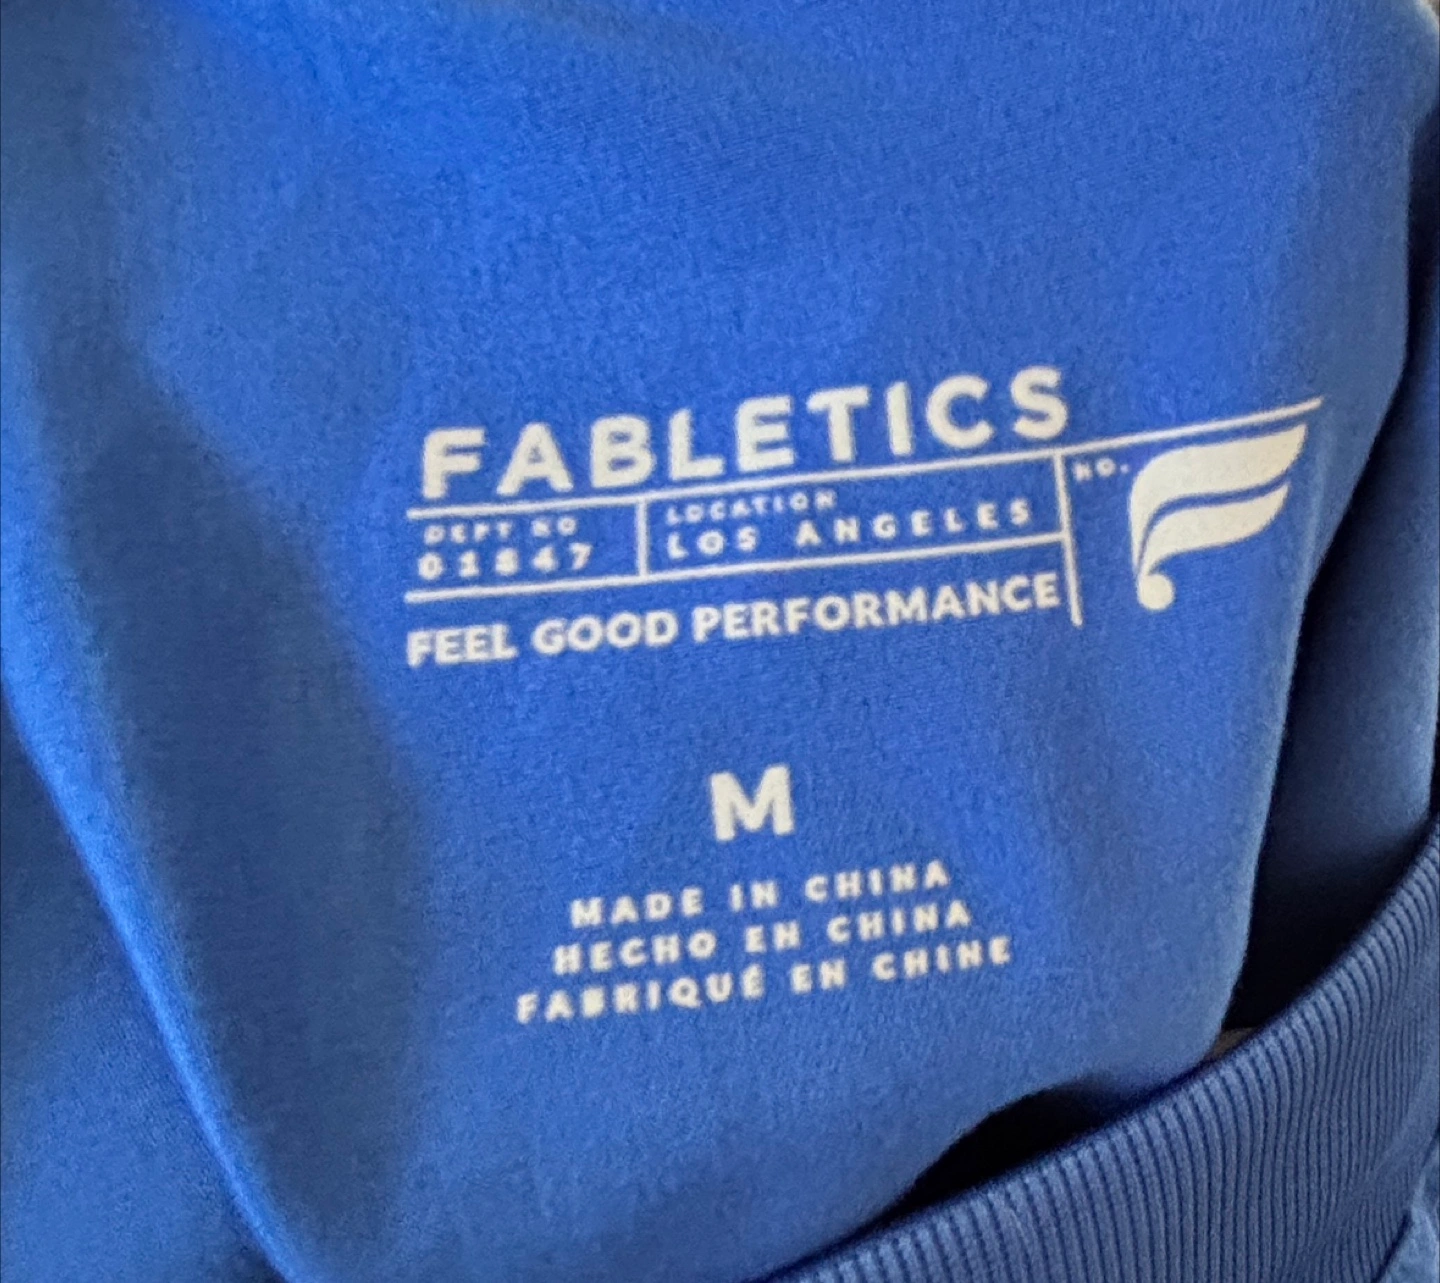 FABLETICS
DEPT NO
01847
LOCATION
LOS ANGELES
NO.
FEEL GOOD PERFORMANCE
M
MADE IN CHINA
HECHO EN CHINA
FABRIQUÉ EN CHINE